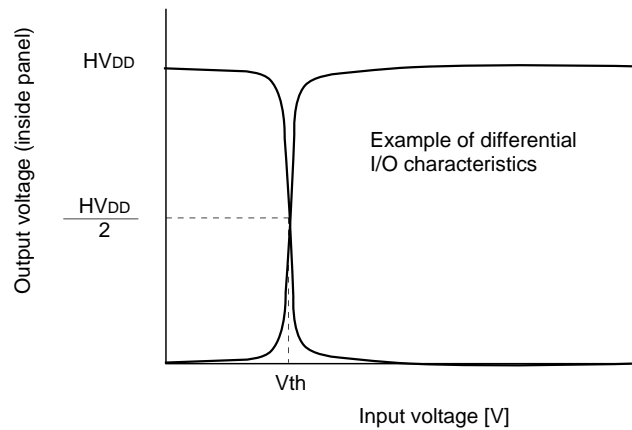 Output voltage (inside panel)
HVDD
HVDD
2
Example of differential
I/O characteristics
Vth
Input voltage [V]